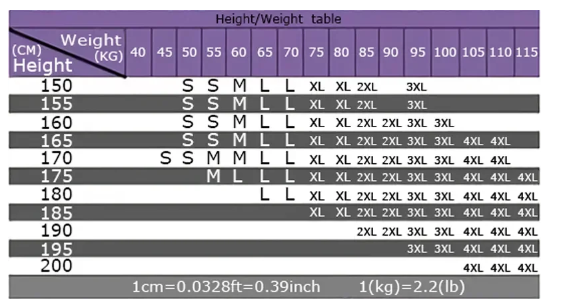 Height/Weight table
Weight
(CM) (KG) 40 45 50 55 60 65 70 75 80 85 90 95 100 105 110 115
Height
150 S S M L L XL XL 2XL 3XL
155 S S M L L XL XL 2XL 3XL
160 S S M L L XL XL 2XL 2XL 3XL 3XL
165 S S M L L XL XL 2XL 2XL 3XL 3XL 4XL 4XL
170 S S M M L L XL XL 2XL 2XL 3XL 3XL 4XL 4XL
175 M L L L XL XL 2XL 2XL 3XL 3XL 4XL 4XL 4XL
180 L L XL XL 2XL 2XL 3XL 3XL 4XL 4XL 4XL
185 XL XL 2XL 2XL 3XL 3XL 4XL 4XL 4XL
190 2XL 2XL 3XL 3XL 4XL 4XL 4XL
195 3XL 3XL 4XL 4XL 4XL
200 4XL 4XL 4XL
1cm=0.0328ft=0.39inch 1(kg)=2.2(lb)